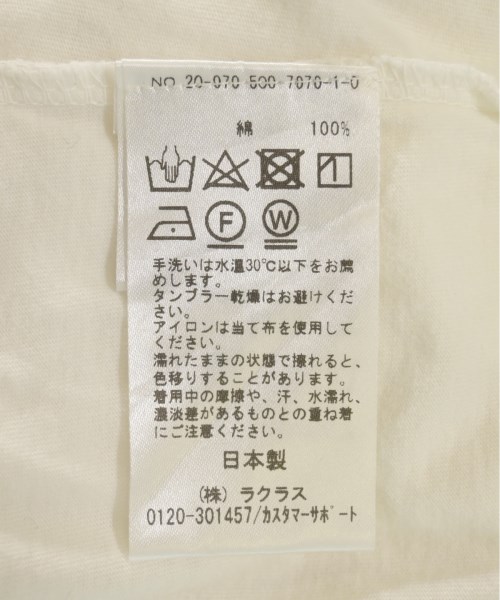 NO 20-070-500-7070-1-0
綿 100%
F W
手洗いは水温30℃以下をお薦
めします。
タンブラー乾燥はお避けくだ
さい。
アイロンは当て布を使用して
ください。
濡れたままの状態で擦れると、
色移りすることがあります。
着用中の摩擦や、汗、水濡れ、
濃淡差があるものとの重ね着
にご注意ください。
日本製
(株) ラクラス
0120-301457/カスタマーサポート